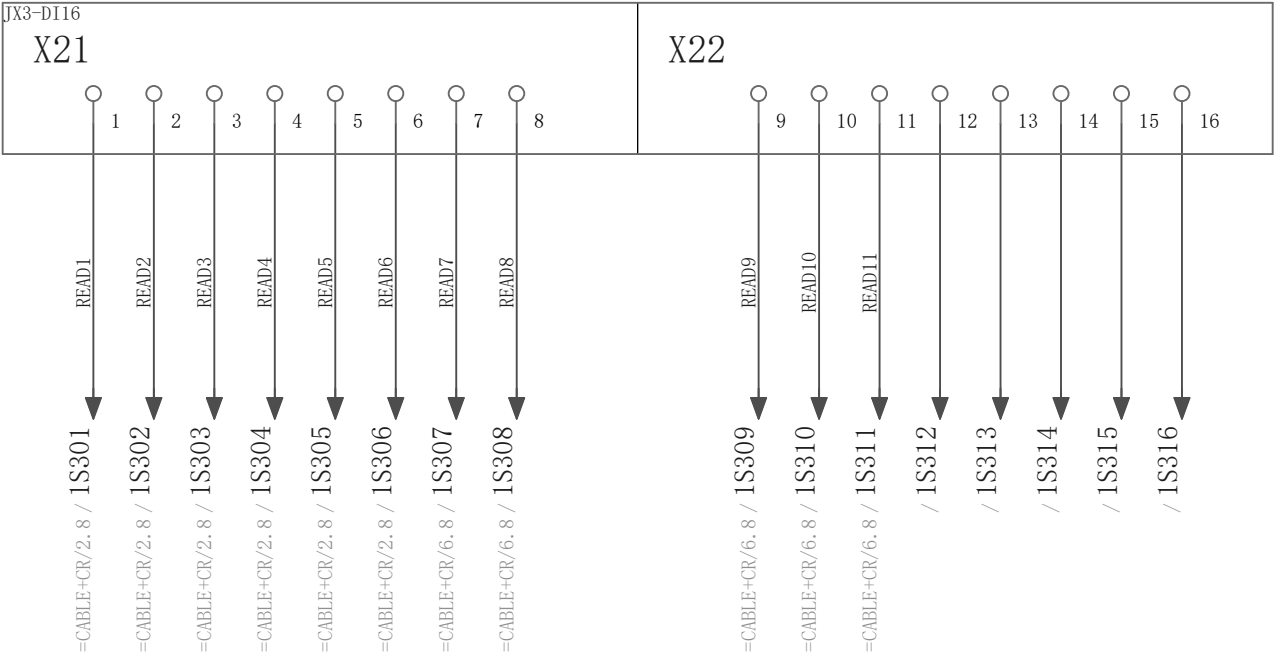 JX3-DI16
X21
X22
1 2 3 4 5 6 7 8
9 10 11 12 13 14 15 16
READ1
READ2
READ3
READ4
READ5
READ6
READ7
READ8
READ9
READ10
READ11
=CABLE+CR/2.8 / 1S301
=CABLE+CR/2.8 / 1S302
=CABLE+CR/2.8 / 1S303
=CABLE+CR/2.8 / 1S304
=CABLE+CR/2.8 / 1S305
=CABLE+CR/2.8 / 1S306
=CABLE+CR/6.8 / 1S307
=CABLE+CR/6.8 / 1S308
=CABLE+CR/6.8 / 1S309
=CABLE+CR/6.8 / 1S310
=CABLE+CR/6.8 / 1S311
/ 1S312
/ 1S313
/ 1S314
/ 1S315
/ 1S316